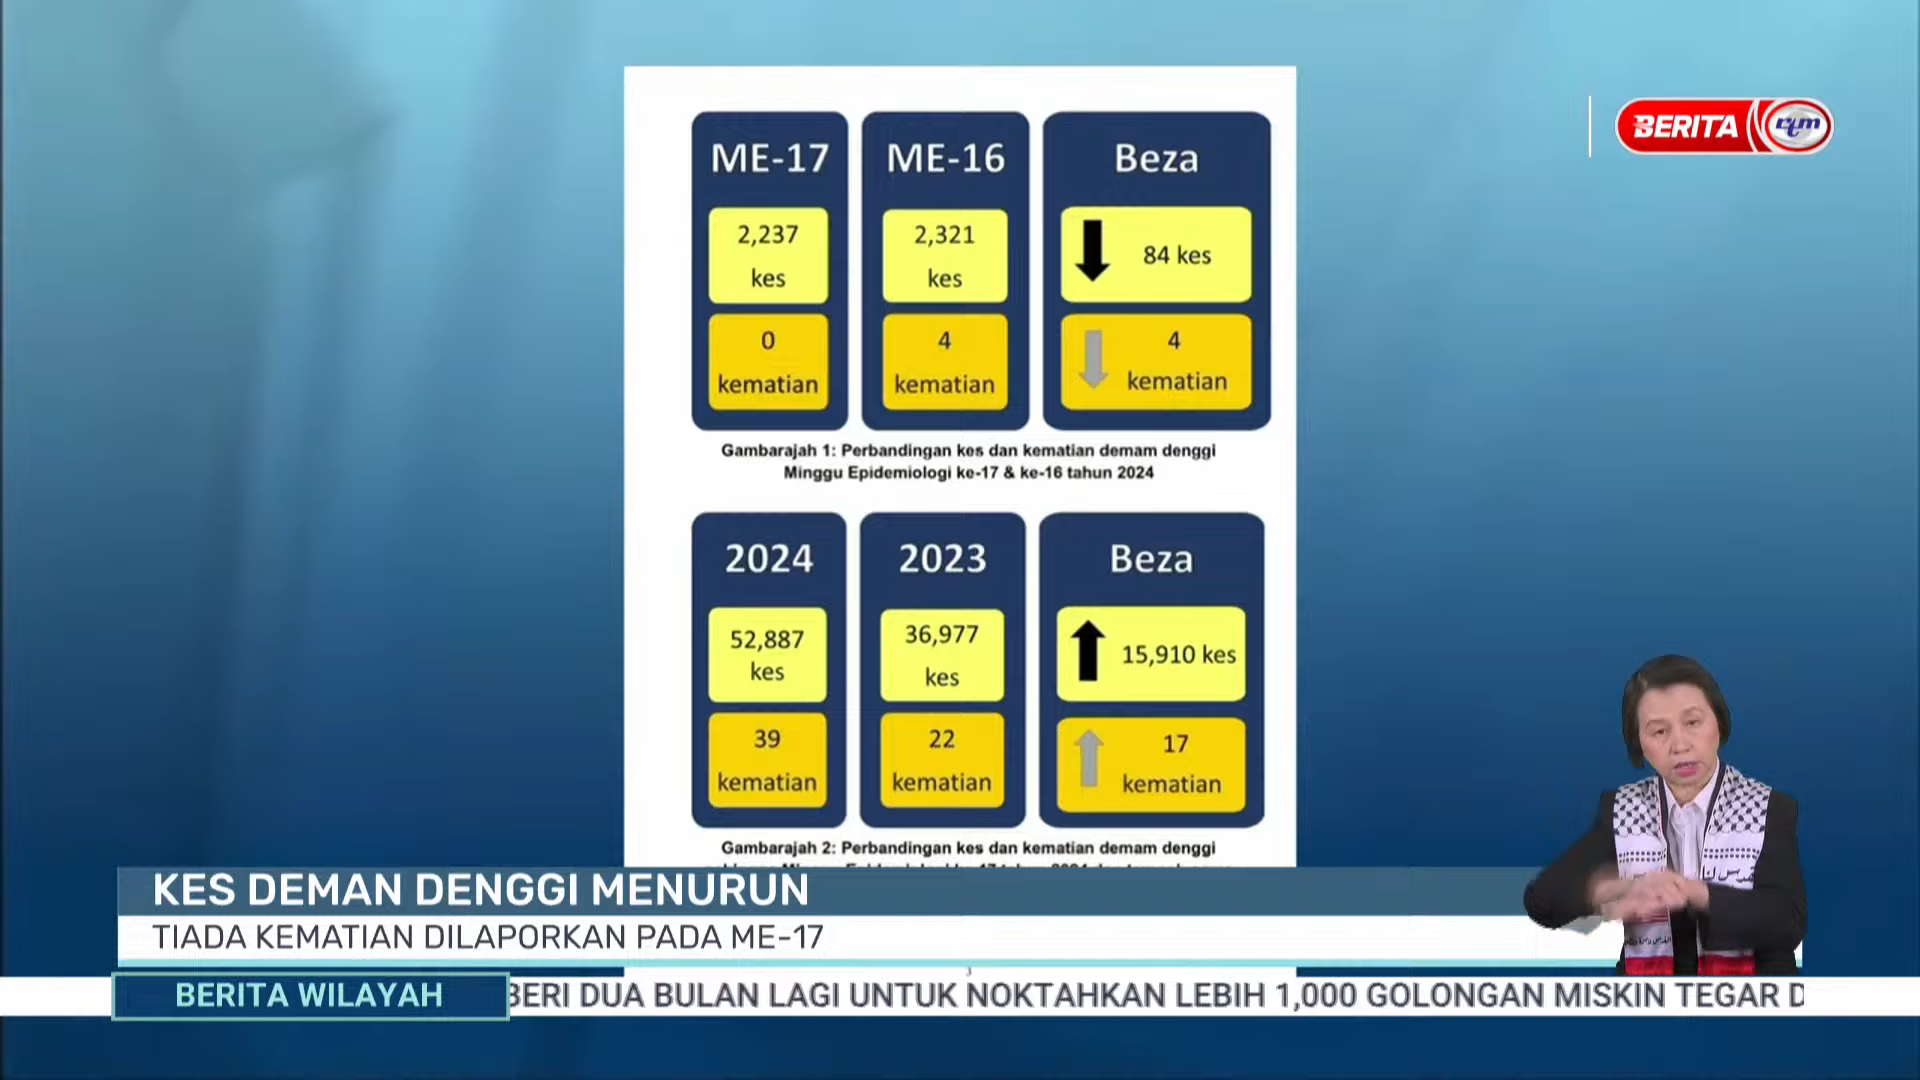 BERITA rtm
ME-17 ME-16 Beza
2,237 kes
2,321 kes
84 kes
0 kematian
4 kematian
4 kematian
Gambarajah 1: Perbandingan kes dan kematian demam denggi
Minggu Epidemiologi ke-17 & ke-16 tahun 2024
2024 2023 Beza
52,887 kes
36,977 kes
15,910 kes
39 kematian
22 kematian
17 kematian
Gambarajah 2: Perbandingan kes dan kematian demam denggi
KES DEMAN DENGGI MENURUN
TIADA KEMATIAN DILAPORKAN PADA ME-17
BERITA WILAYAH
BERI DUA BULAN LAGI UNTUK NOKTAHKAN LEBIH 1,000 GOLONGAN MISKIN TEGAR D